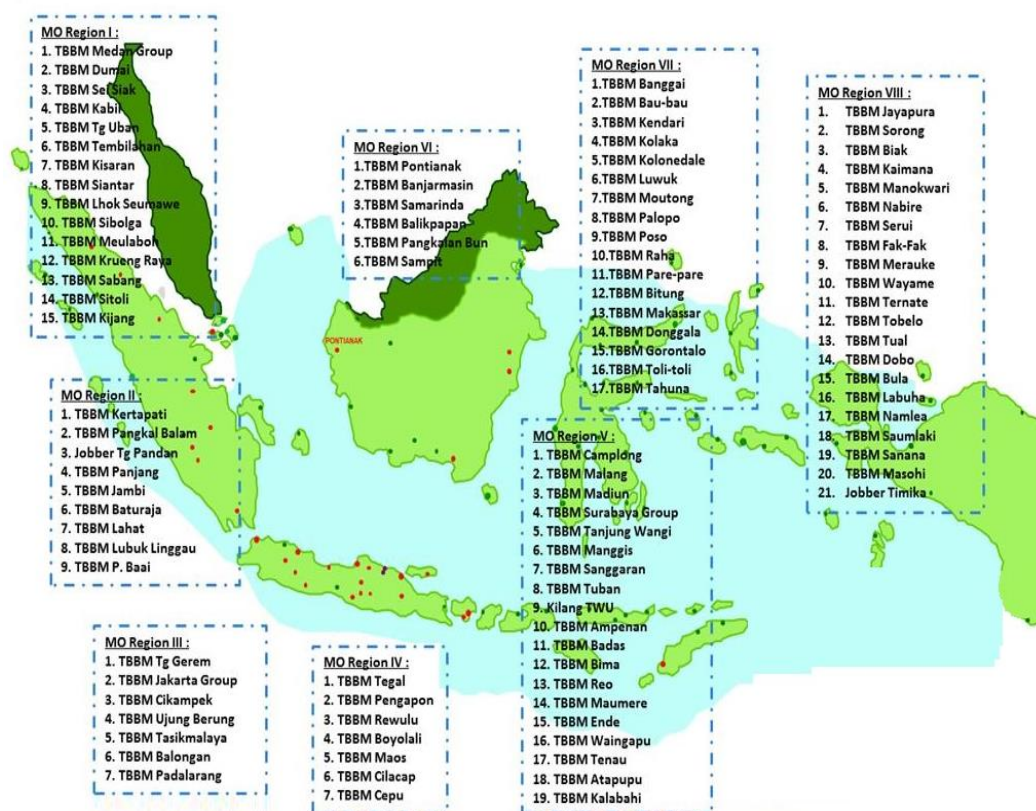 MO Region I :
1. TBBM Medan Group
2. TBBM Dumai
3. TBBM Sei Siak
4. TBBM Kabil
5. TBBM Tg Uban
6. TBBM Tembilahan
7. TBBM Kisaran
8. TBBM Siantar
9. TBBM Lhok Seumawe
10. TBBM Sibolga
11. TBBM Meulaboh
12. TBBM Krueng Raya
13. TBBM Sabang
14. TBBM Sitoli
15. TBBM Kijang
MO Region VI :
1.TBBM Pontianak
2.TBBM Banjarmasin
3.TBBM Samarinda
4.TBBM Balikpapan
5.TBBM Pangkalan Bun
6.TBBM Sampit
MO Region VII :
1.TBBM Banggai
2.TBBM Bau-bau
3.TBBM Kendari
4.TBBM Kolaka
5.TBBM Kolonedale
6.TBBM Luwuk
7.TBBM Moutong
8.TBBM Palopo
9.TBBM Poso
10.TBBM Raha
11.TBBM Pare-pare
12.TBBM Bitung
13.TBBM Makassar
14.TBBM Donggala
15.TBBM Gorontalo
16.TBBM Toli-toli
17.TBBM Tahuna
MO Region VIII :
1. TBBM Jayapura
2. TBBM Sorong
3. TBBM Biak
4. TBBM Kaimana
5. TBBM Manokwari
6. TBBM Nabire
7. TBBM Serui
8. TBBM Fak-Fak
9. TBBM Merauke
10. TBBM Wayame
11. TBBM Ternate
12. TBBM Tobelo
13. TBBM Tual
14. TBBM Dobo
15. TBBM Bula
16. TBBM Labuha
17. TBBM Namlea
18. TBBM Saumlaki
19. TBBM Sanana
20. TBBM Masohi
21. Jobber Timika
PONTIANAK
MO Region II :
1. TBBM Kertapati
2. TBBM Pangkal Balam
3. Jobber Tg Pandan
4. TBBM Panjang
5. TBBM Jambi
6. TBBM Baturaja
7. TBBM Lahat
8. TBBM Lubuk Linggau
9. TBBM P. Baai
MO Region V :
1. TBBM Camplong
2. TBBM Malang
3. TBBM Madiun
4. TBBM Surabaya Group
5. TBBM Tanjung Wangi
6. TBBM Manggis
7. TBBM Sanggaran
8. TBBM Tuban
9. Kilang TWU
10. TBBM Ampenan
11. TBBM Badas
12. TBBM Bima
13. TBBM Reo
14. TBBM Maumere
15. TBBM Ende
16. TBBM Waingapu
17. TBBM Tenau
18. TBBM Atapupu
19. TBBM Kalabahi
MO Region III :
1. TBBM Tg Gerem
2. TBBM Jakarta Group
3. TBBM Cikampek
4. TBBM Ujung Berung
5. TBBM Tasikmalaya
6. TBBM Balongan
7. TBBM Padalarang
MO Region IV :
1. TBBM Tegal
2. TBBM Pengapon
3. TBBM Rewulu
4. TBBM Boyolali
5. TBBM Maos
6. TBBM Cilacap
7. TBBM Cepu